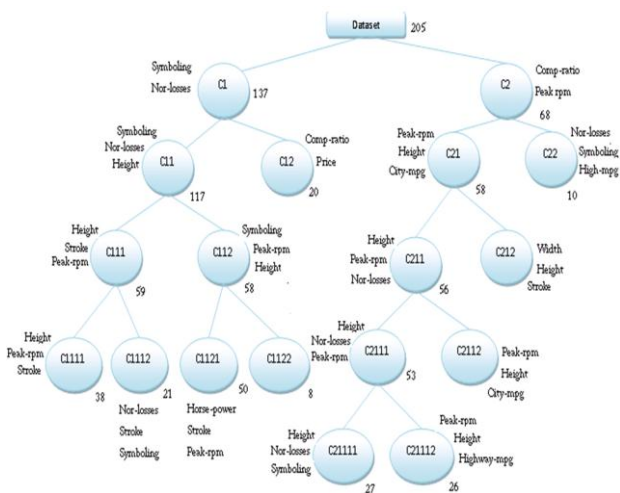 Dataset 205
Symboling
Nor-losses
C1
137
Comp-ratio
Peak rpm
C2
68
Symboling
Nor-losses
Height
C11
117
Comp-ratio
Price
C12
20
Peak-rpm
Height
City-mpg
C21
58
Nor-losses
Symboling
High-mpg
C22
10
Height
Stroke
Peak-rpm
C111
59
Symboling
Peak-rpm
Height
C112
58
Height
Peak-rpm
Nor-losses
C211
56
Width
Height
Stroke
C212
Height
Peak-rpm
Stroke
C1111
38
C1112
21
Nor-losses
Stroke
Symboling
C1121
50
Horse-power
Stroke
Peak-rpm
C1122
8
Height
Nor-losses
Peak-rpm
C2111
53
Peak-rpm
Height
City-mpg
C2112
Height
Nor-losses
Symboling
C21111
27
Peak-rpm
Height
Highway-mpg
C21112
26